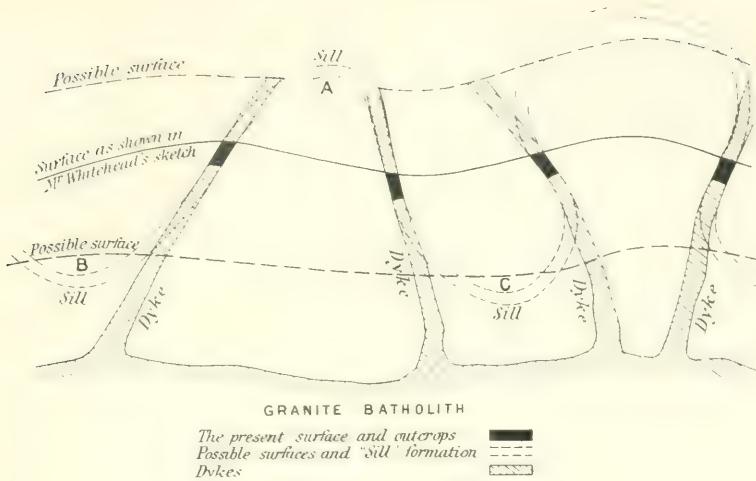 Sill
Possible surface
A
Surface as shown in
Mr Whitehead's sketch
Possible surface
B
Sill
Dyke
Dyke
C
Sill
Dyke
Dyke
GRANITE BATHOLITH
The present surface and outcrops
Possible surfaces and "Sill" formation
Dykes